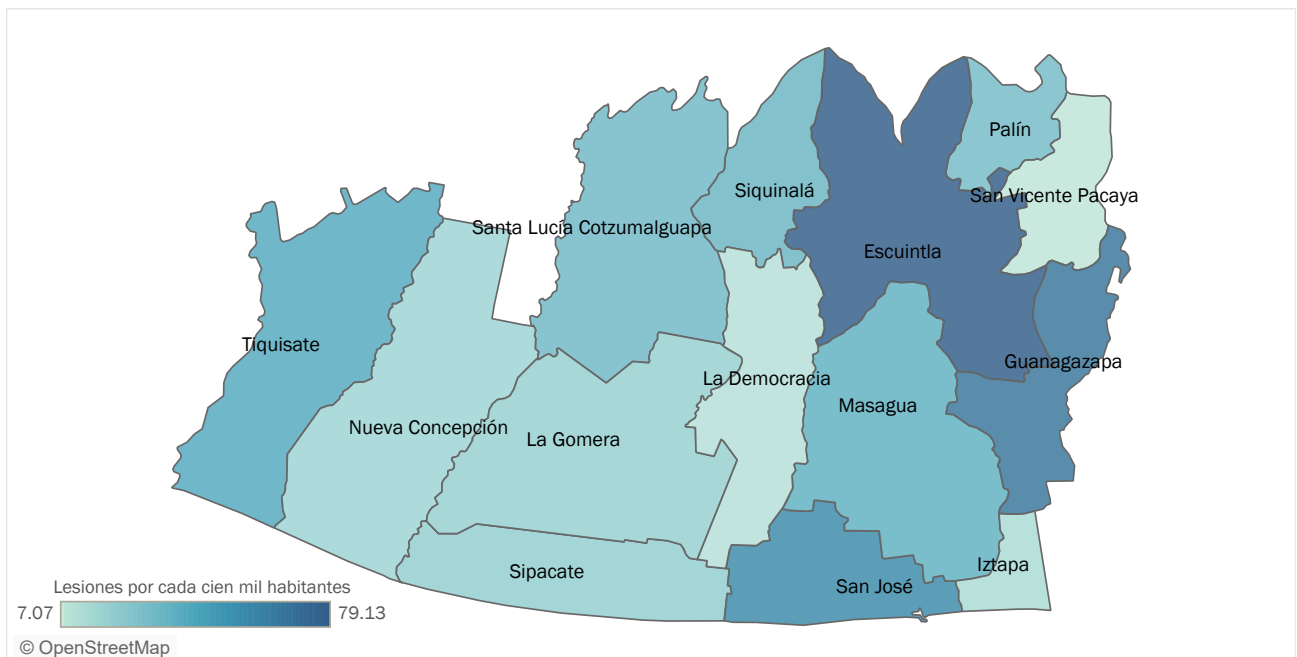 Palín
Siquinalá
San Vicente Pacaya
Santa Lucía Cotzumalguapa
Escuintla
Tiquisate
Guanagazapa
La Democracia
Masagua
Nueva Concepción
La Gomera
Iztapa
Sipacate
San José
Lesiones por cada cien mil habitantes
7.07 79.13
© OpenStreetMap